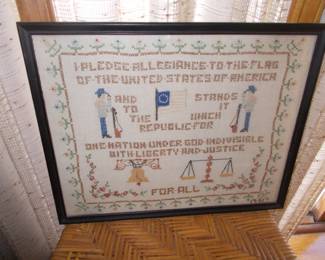 I PLEDGE ALLEGIANCE TO THE FLAG
OF THE UNITED STATES OF AMERICA
AND STANDS
TO IT
THE WHICH
REPUBLIC FOR
ONE NATION UNDER GOD INDIVISIBLE
WITH LIBERTY AND JUSTICE
FOR ALL